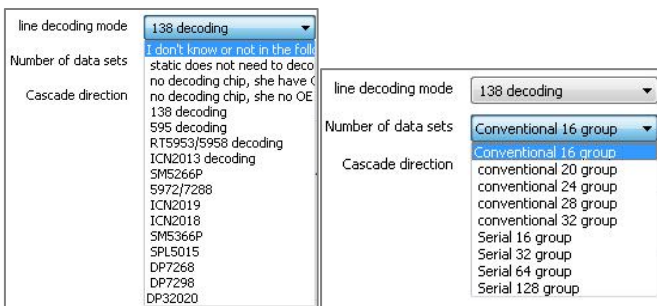 line decoding mode
138 decoding
Number of data sets
Cascade direction
I don't know or not in the foll
static does not need to deco
no decoding chip, she have
no decoding chip, she no OE
138 decoding
595 decoding
RT5953/5958 decoding
ICN2013 decoding
SM5266P
5972/7288
ICN2019
ICN2018
SM5366P
SPL5015
DP7268
DP7298
DP32020
line decoding mode
138 decoding
Number of data sets
Conventional 16 group
Cascade direction
Conventional 16 group
conventional 20 group
conventional 24 group
conventional 28 group
conventional 32 group
Serial 16 group
Serial 32 group
Serial 64 group
Serial 128 group